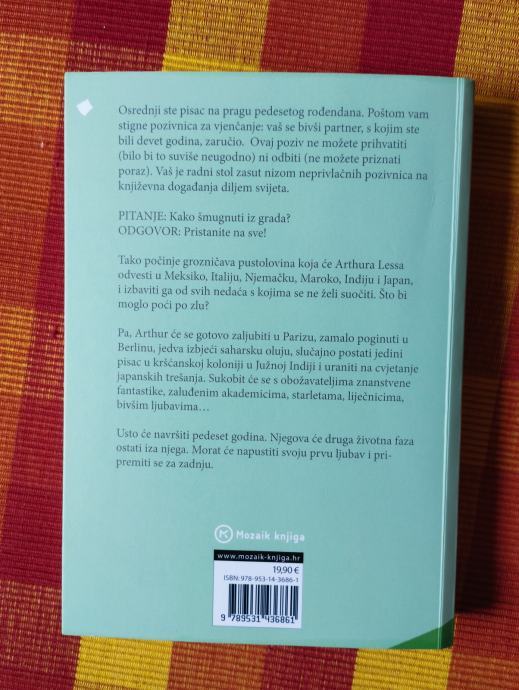 Osrednji ste pisac na pragu pedesetog rođendana. Poštom vam
stigne pozivnica za vjenčanje: vaš se bivši partner, s kojim ste
bili devet godina, zaručio. Ovaj poziv ne možete prihvatiti
(bilo bi to suviše neugodno) ni odbiti (ne možete priznati
poraz). Vaš je radni stol zasut nizom neprivlačnih pozivnica na
književna događanja diljem svijeta.
PITANJE: Kako šmugnuti iz grada?
ODGOVOR: Pristanite na sve!
Tako počinje grozničava pustolovina koja će Arthura Lessa
odvesti u Meksiko, Italiju, Njemačku, Maroko, Indiju i Japan,
i izbaviti ga od svih nedaća s kojima se ne želi suočiti. Što bi
moglo poći po zlu?
Pa, Arthur će se gotovo zaljubiti u Parizu, zamalo poginuti u
Berlinu, jedva izbjeći saharsku oluju, slučajno postati jedini
pisac u kršćanskoj koloniji u Južnoj Indiji i uraniti na cvjetanje
japanskih trešanja. Sukobit će se s obožavateljima znanstvene
fantastike, zaluđenim akademicima, starletama, liječnicima,
bivšim ljubavima…
Usto će navršiti pedeset godina. Njegova će druga životna faza
ostati iza njega. Morat će napustiti svoju prvu ljubav i pri-
premiti se za zadnju.
Mozaik knjiga
www.mozaik-knjiga.hr
19,90 €
ISBN: 978-953-14-3686-1
9 789531 436861